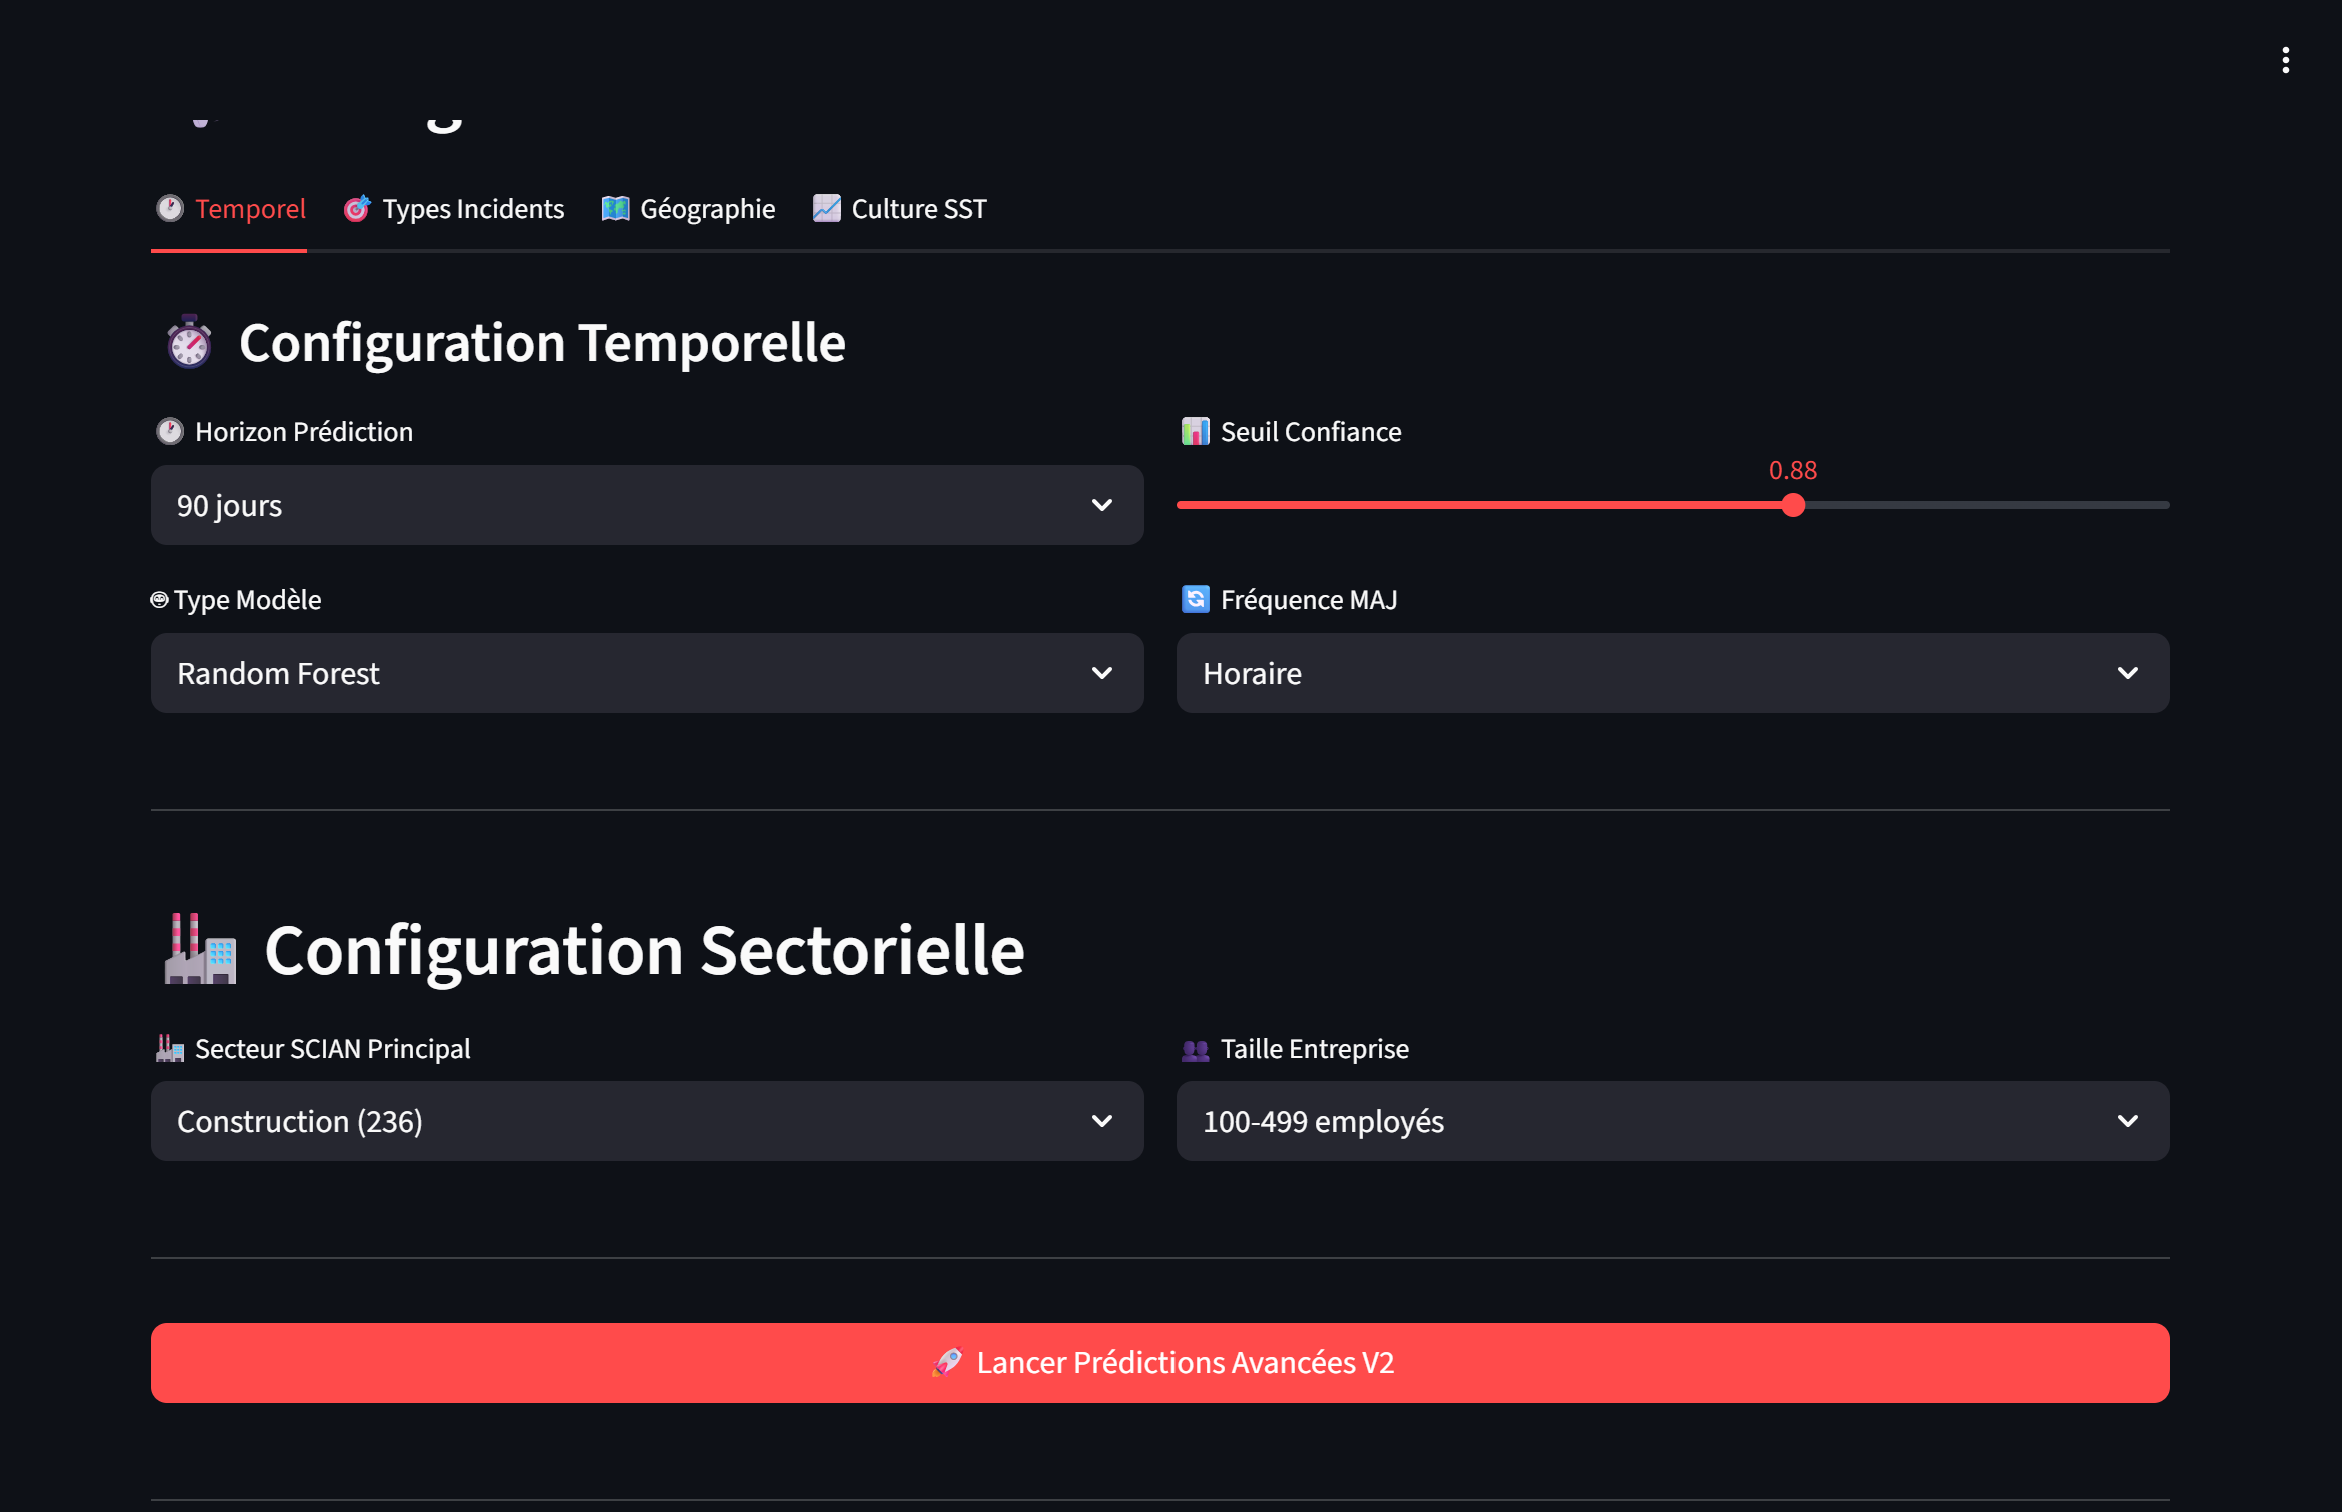 Temporel
Types Incidents
Géographie
Culture SST
Configuration Temporelle
Horizon Prédiction
90 jours
Seuil Confiance
0.88
Type Modèle
Random Forest
Fréquence MAJ
Horaire
Configuration Sectorielle
Secteur SCIAN Principal
Construction (236)
Taille Entreprise
100-499 employés
Lancer Prédictions Avancées V2